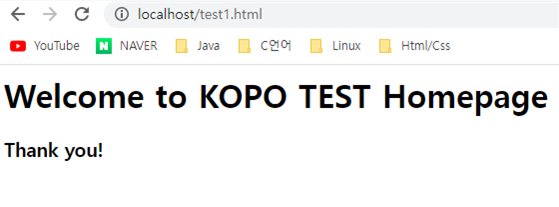 localhost/test1.html
YouTube NAVER Java C언어 Linux Html/Css
Welcome to KOPO TEST Homepage
Thank you!